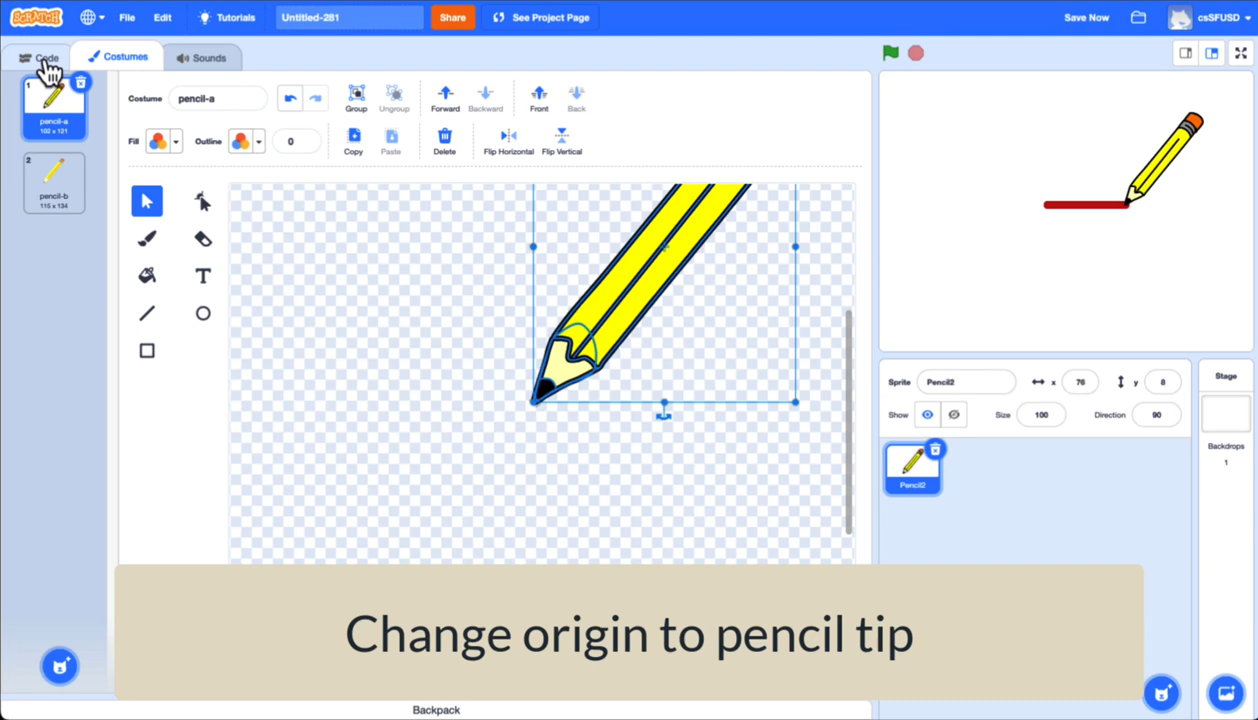 SCRATCH File Edit Tutorials Untitled-281 Share See Project Page Save Now csSFUSD
Code Costumes Sounds
1
pencil-a
102 x 121
2
pencil-b
115 x 134
Costume pencil-a Group Ungroup Forward Backward Front Back
Fill Outline 0 Copy Paste Delete Flip Horizontal Flip Vertical
T
Sprite Pencil2 x 76 y 8
Show Size 100 Direction 90
Pencil2
Stage
Backdrops
1
Change origin to pencil tip
Backpack